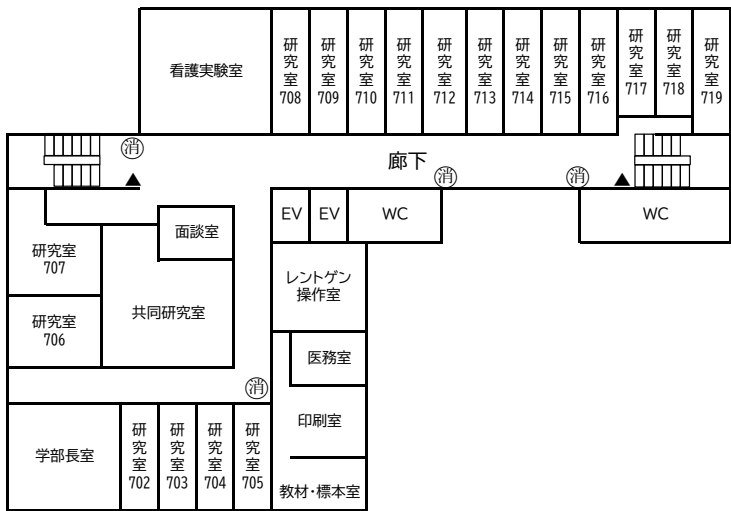 看護実験室
研究室708
研究室709
研究室710
研究室711
研究室712
研究室713
研究室714
研究室715
研究室716
研究室717
研究室718
研究室719
消
廊下
消
消
EV
EV
WC
WC
面談室
研究室
707
レントゲン
操作室
共同研究室
研究室
706
医務室
消
印刷室
学部長室
研究室702
研究室703
研究室704
研究室705
教材・標本室